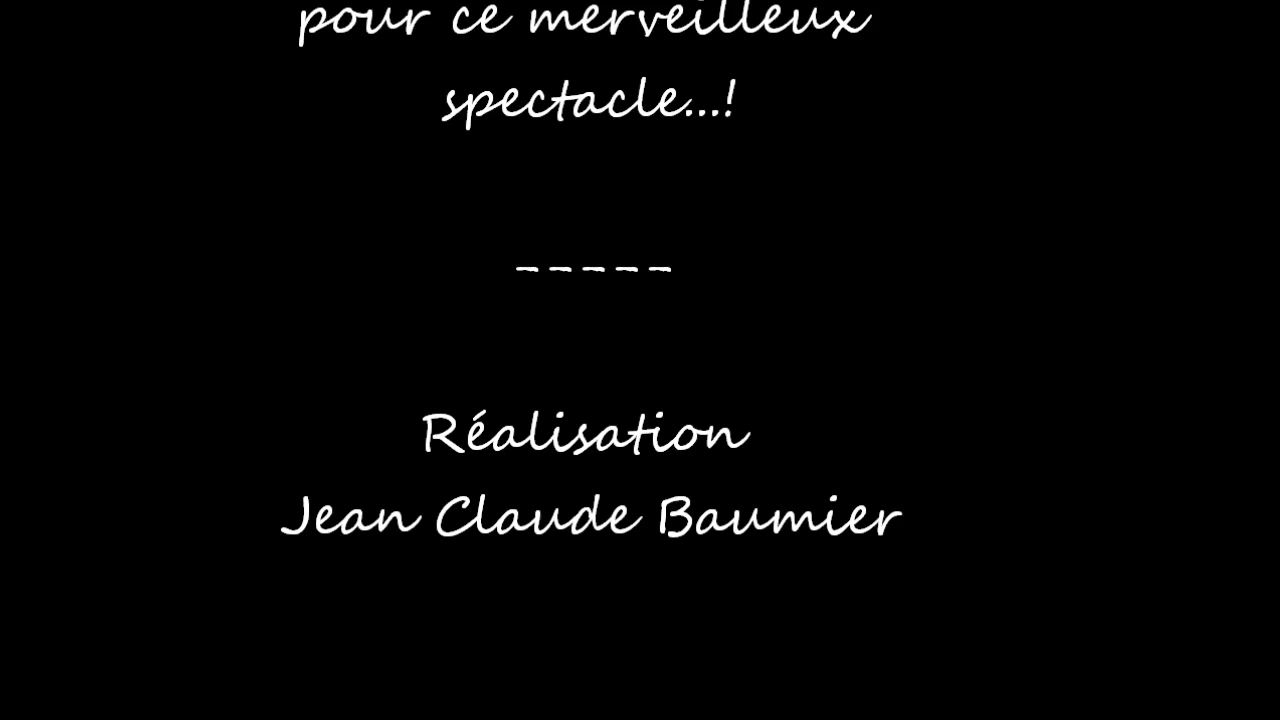 pour ce merveilleux
spectacle...!
-----
Réalisation
Jean Claude Baumier